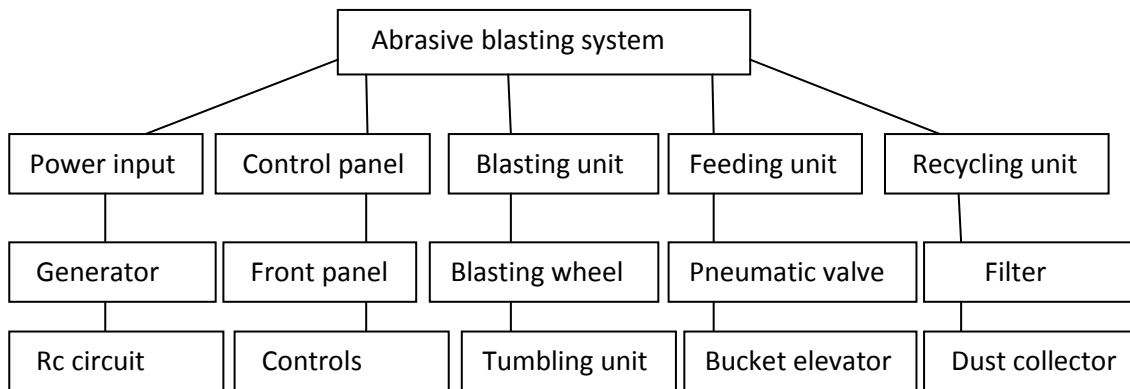 Abrasive blasting system
Power input
Control panel
Blasting unit
Feeding unit
Recycling unit
Generator
Front panel
Blasting wheel
Pneumatic valve
Filter
Rc circuit
Controls
Tumbling unit
Bucket elevator
Dust collector